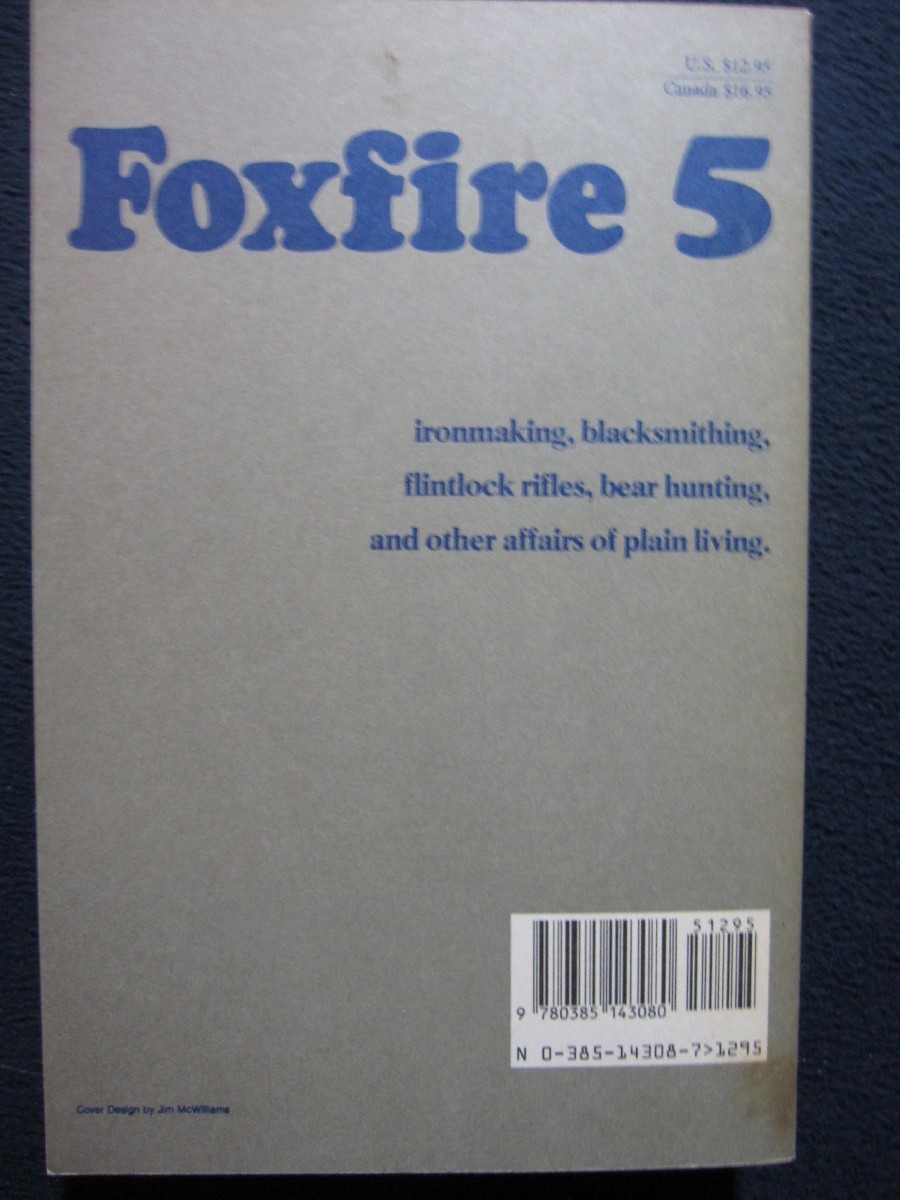 U.S. $12.95
Canada $16.95
Foxfire 5
ironmaking, blacksmithing,
flintlock rifles, bear hunting,
and other affairs of plain living.
51295
9 780385 143080
N 0-385-14308-7>1295
Cover Design by Jim McWilliams